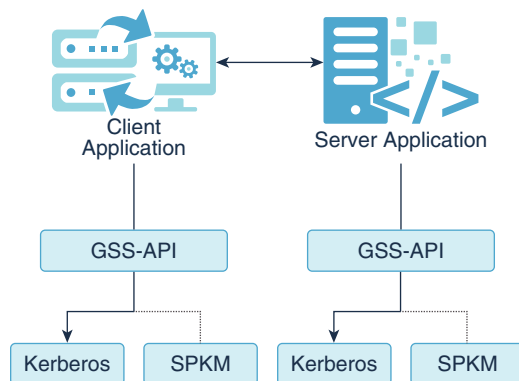 Client
Application
Server Application
GSS-API
GSS-API
Kerberos
SPKM
Kerberos
SPKM